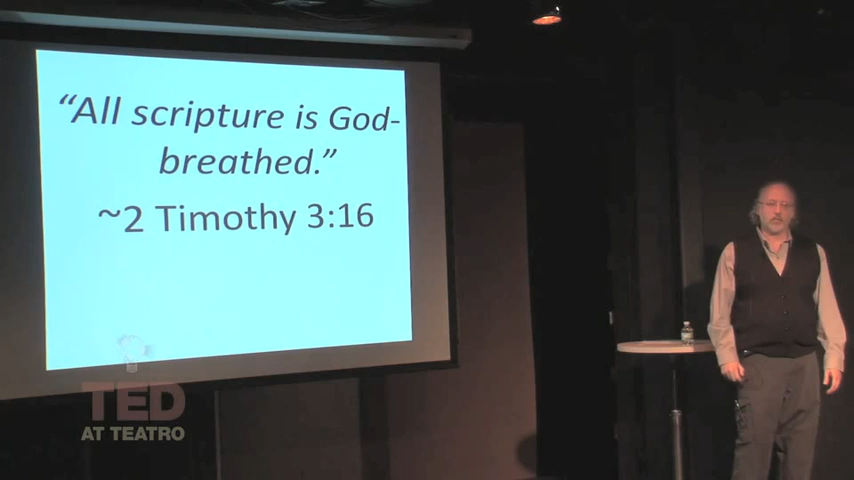 “All scripture is God-
breathed.”
~2 Timothy 3:16
TED
AT TEATRO